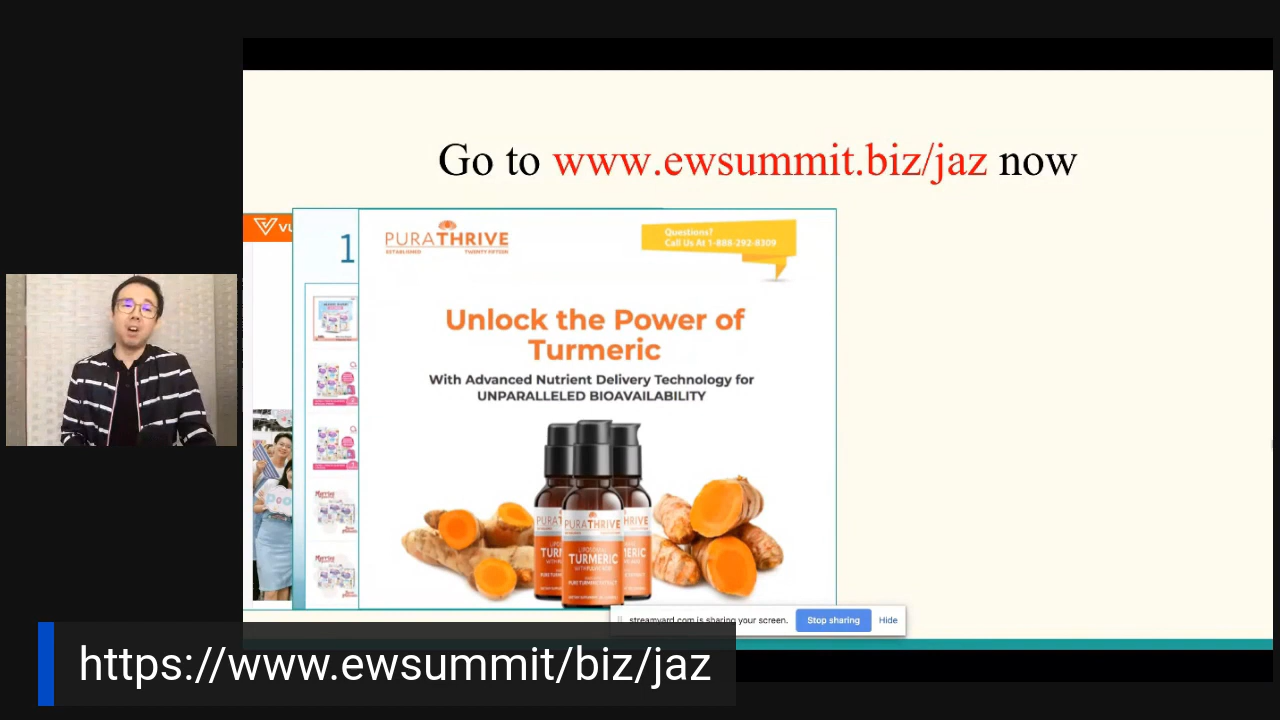 Go to www.ewsummit.biz/jaz now
VU
1
PURATHRIVE
ESTABLISHED TWENTY FIFTEEN
Questions?
Call Us At 1-888-292-8309
Unlock the Power of
Turmeric
With Advanced Nutrient Delivery Technology for
UNPARALLELED BIOAVAILABILITY
PURATHRIVE
TURMERIC
streamyard.com is sharing your screen. Stop sharing Hide
https://www.ewsummit/biz/jaz